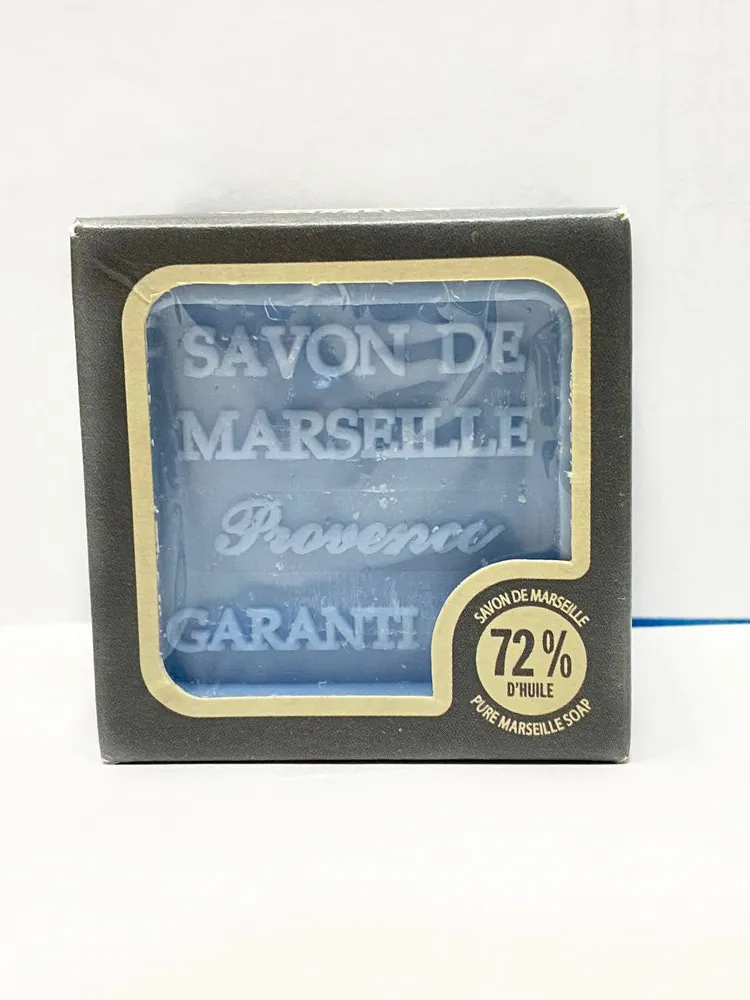 SAVON DE
MARSEILLE
Provence
GARANTI
SAVON DE MARSEILLE
72%
D'HUILE
PURE MARSEILLE SOAP